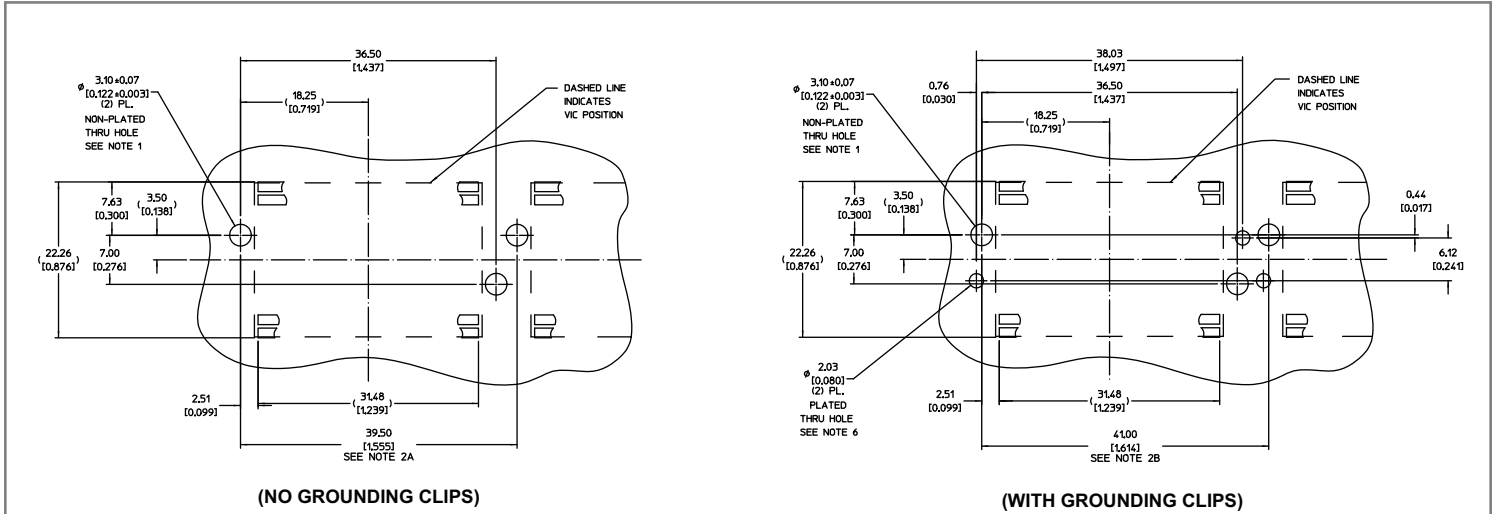 36.50
[1.437]
18.25
[0.719]
( )
ø 3.10±0.07
[0.122±0.003]
(2) PL.
NON-PLATED
THRU HOLE
SEE NOTE 1
DASHED LINE
INDICATES
VIC POSITION
7.63
[0.300]
( 3.50 )
[0.138]
( 22.26 )
[0.876]
7.00
[0.276]
2.51
[0.099]
( 31.48 )
[1.239]
39.50
[1.555]
SEE NOTE 2A
(NO GROUNDING CLIPS)
38.03
[1.497]
0.76
[0.030]
36.50
[1.437]
( 18.25 )
[0.719]
ø 3.10±0.07
[0.122±0.003]
(2) PL.
NON-PLATED
THRU HOLE
SEE NOTE 1
DASHED LINE
INDICATES
VIC POSITION
7.63
[0.300]
( 3.50 )
[0.138]
0.44
[0.017]
( 22.26 )
[0.876]
7.00
[0.276]
6.12
[0.241]
ø 2.03
[0.080]
(2) PL.
PLATED
THRU HOLE
SEE NOTE 6
2.51
[0.099]
( 31.48 )
[1.239]
41.00
[1.614]
SEE NOTE 2B
(WITH GROUNDING CLIPS)